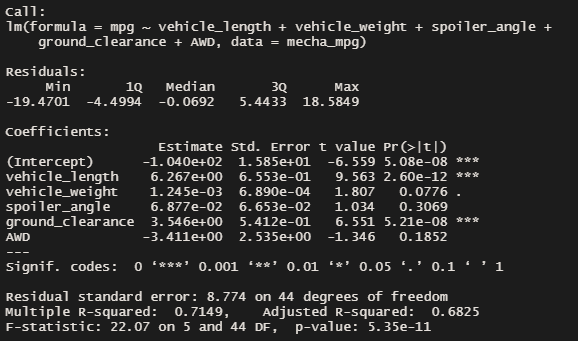 Call:
lm(formula = mpg ~ vehicle_length + vehicle_weight + spoiler_angle +
    ground_clearance + AWD, data = mecha_mpg)
Residuals:
     Min       1Q   Median       3Q      Max
-19.4701  -4.4994  -0.0692   5.4433  18.5849
Coefficients:
                   Estimate Std. Error t value Pr(>|t|)
(Intercept)      -1.040e+02  1.585e+01  -6.559 5.08e-08 ***
vehicle_length    6.267e+00  6.553e-01   9.563 2.60e-12 ***
vehicle_weight    1.245e-03  6.890e-04   1.807   0.0776 .
spoiler_angle     6.877e-02  6.653e-02   1.034   0.3069
ground_clearance  3.546e+00  5.412e-01   6.551 5.21e-08 ***
AWD              -3.411e+00  2.535e+00  -1.346   0.1852
---
Signif. codes:  0 ‘***’ 0.001 ‘**’ 0.01 ‘*’ 0.05 ‘.’ 0.1 ‘ ’ 1
Residual standard error: 8.774 on 44 degrees of freedom
Multiple R-squared:  0.7149,    Adjusted R-squared:  0.6825
F-statistic: 22.07 on 5 and 44 DF,  p-value: 5.35e-11